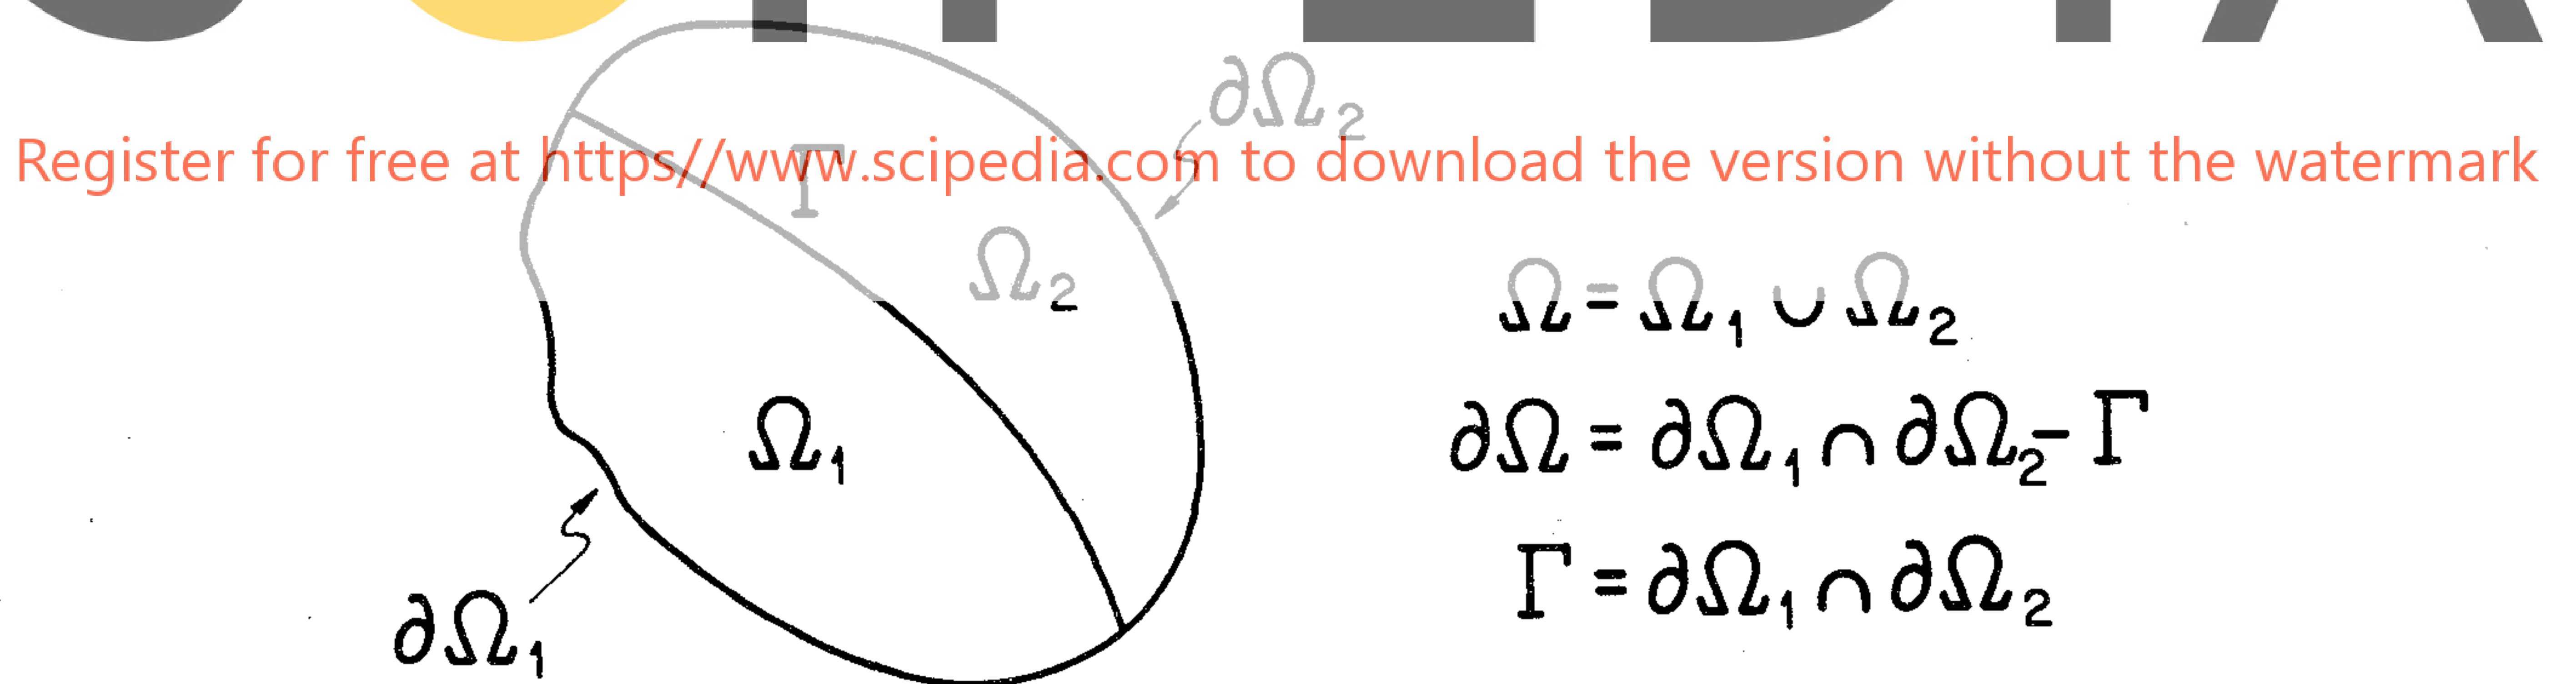 Register for free at https//www.scipedia.com to download the version without the watermark
∂Ω₂
Γ
Ω₂
Ω₁
∂Ω₁
Ω = Ω₁ ∪ Ω₂
∂Ω = ∂Ω₁ ∩ ∂Ω₂ - Γ
Γ = ∂Ω₁ ∩ ∂Ω₂